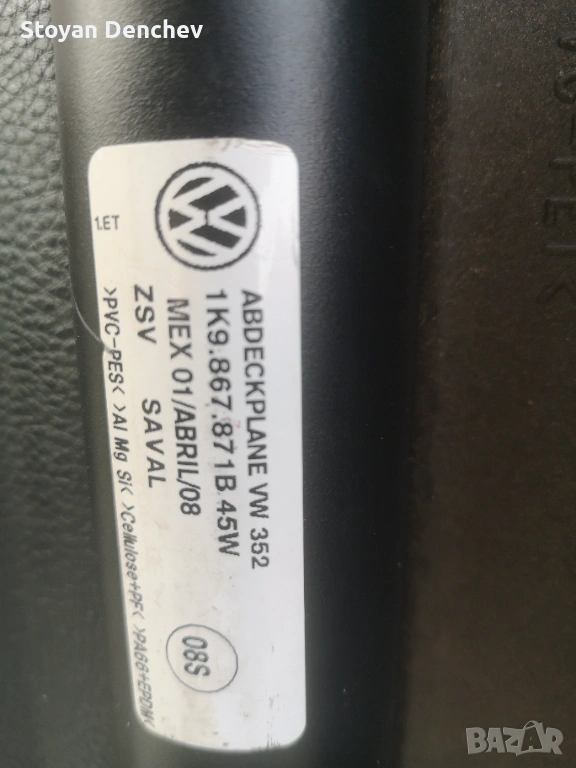 Stoyan Denchev
1.ET
ABDECKPLANE VW 352
1K9.867.871B.45W
MEX 01/ABRIL/08
ZSV SAVAL
>PVC-PES< >Al Mg Si< >Cellulose+PF< >PA66+EPDM<
08S
BAZAR